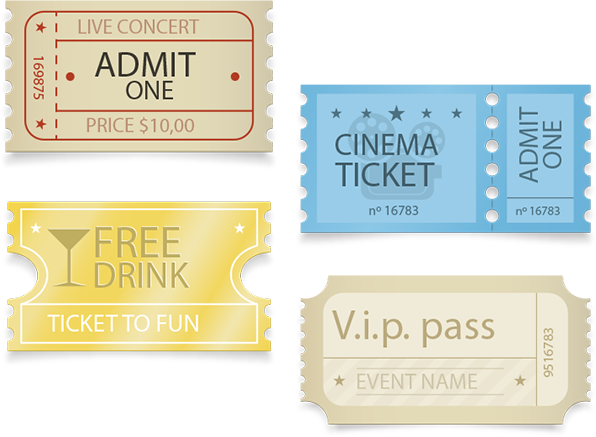 LIVE CONCERT
169875
ADMIT
ONE
PRICE $10,00
CINEMA
TICKET
nº 16783
ADMIT
ONE
nº 16783
FREE
DRINK
TICKET TO FUN
V.i.p. pass
EVENT NAME
9516783